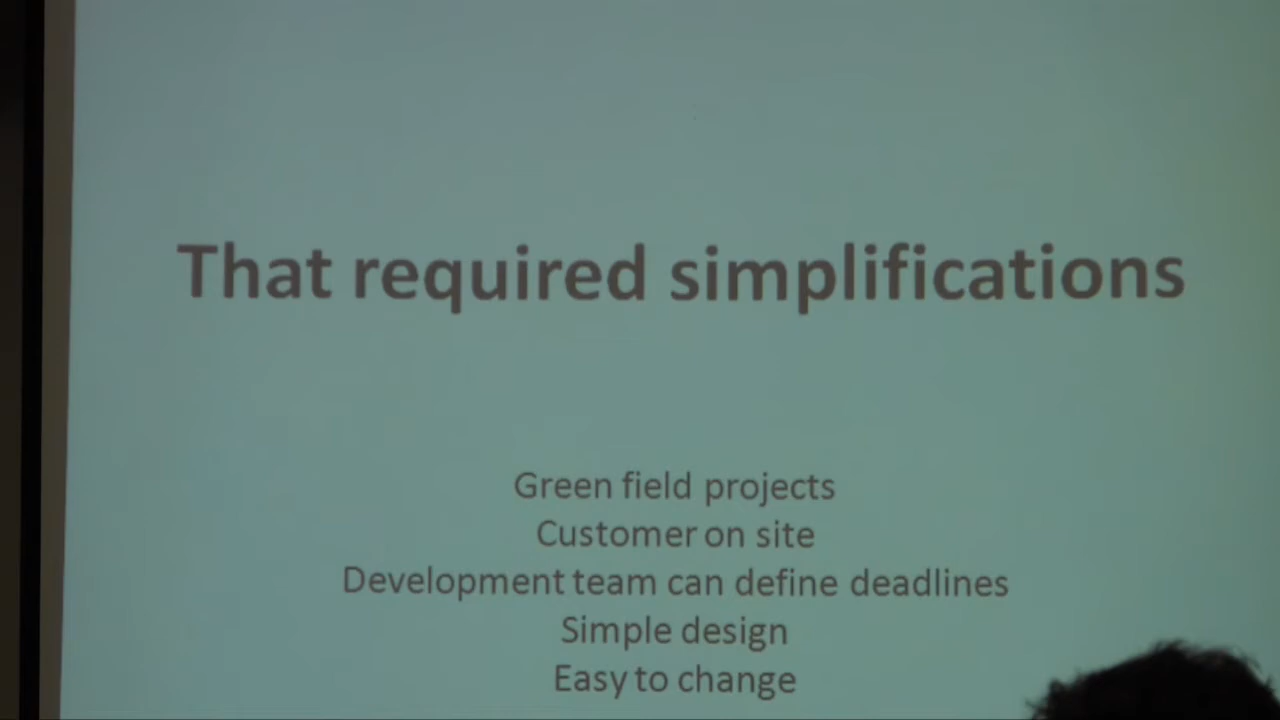 That required simplifications
Green field projects
Customer on site
Development team can define deadlines
Simple design
Easy to change